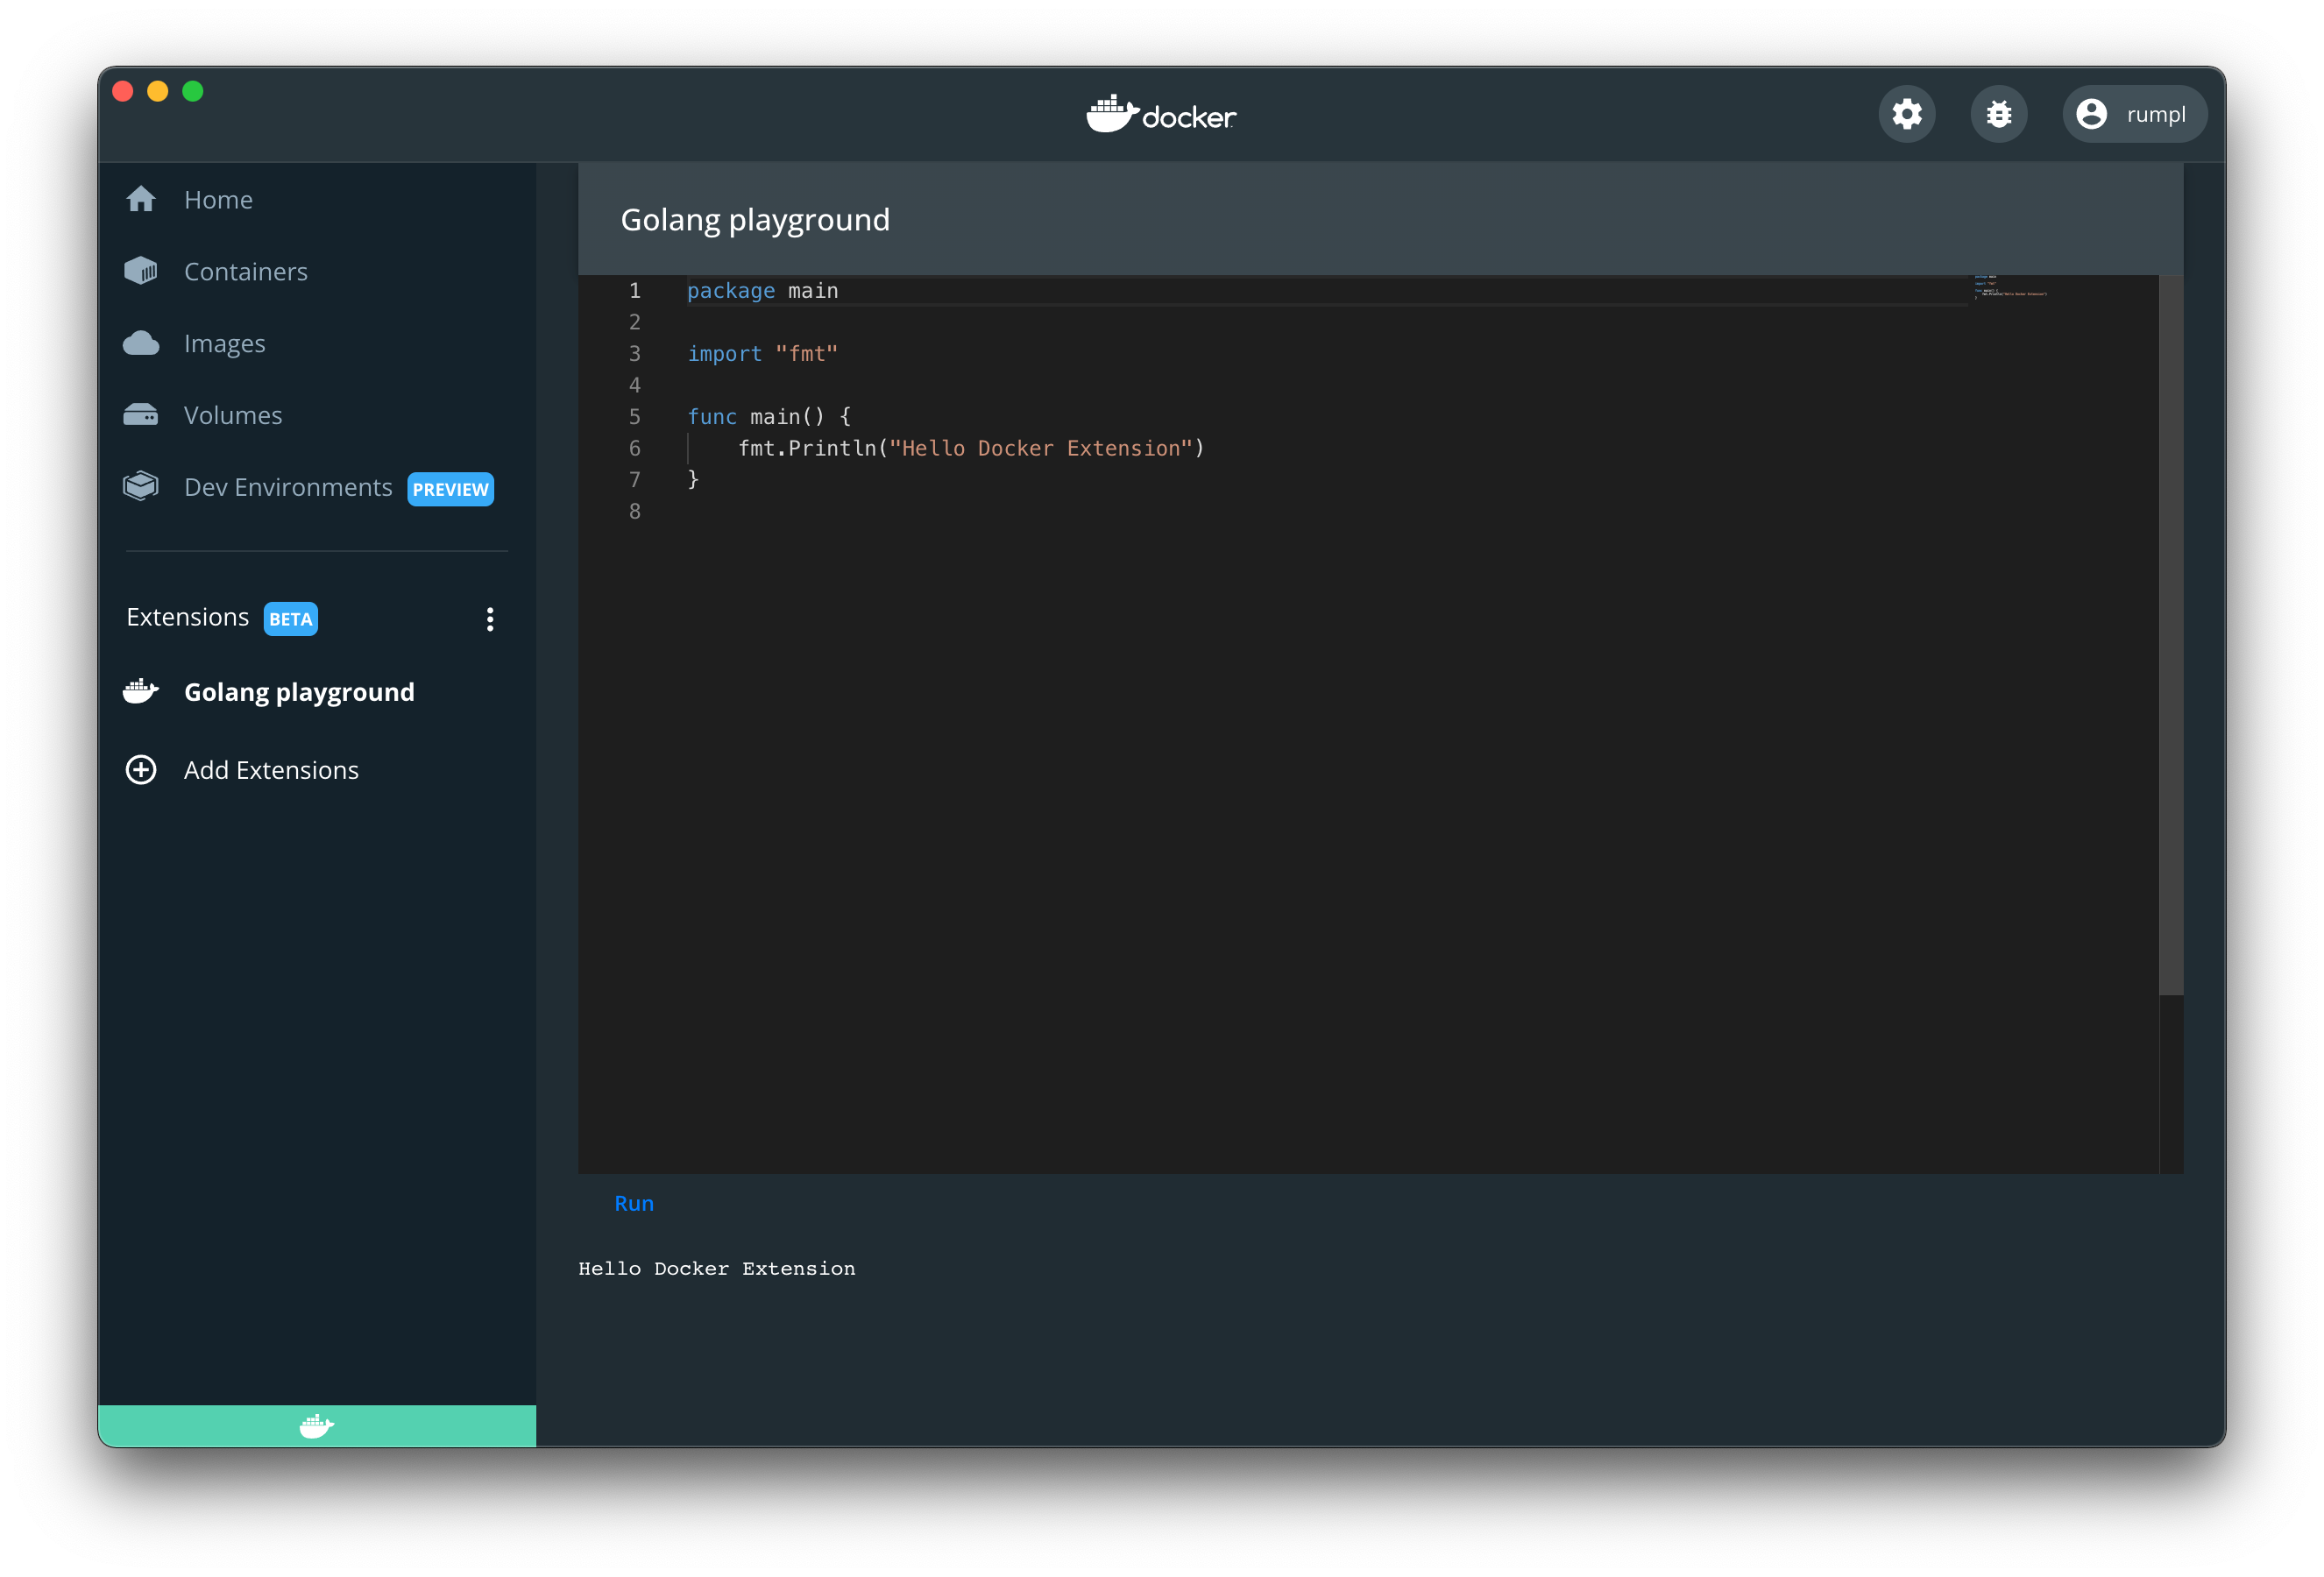 docker
rumpl
Home
Containers
Images
Volumes
Dev Environments PREVIEW
Extensions BETA
Golang playground
Add Extensions
Golang playground
1 package main
2
3 import "fmt"
4
5 func main() {
6     fmt.Println("Hello Docker Extension")
7 }
8
Run
Hello Docker Extension